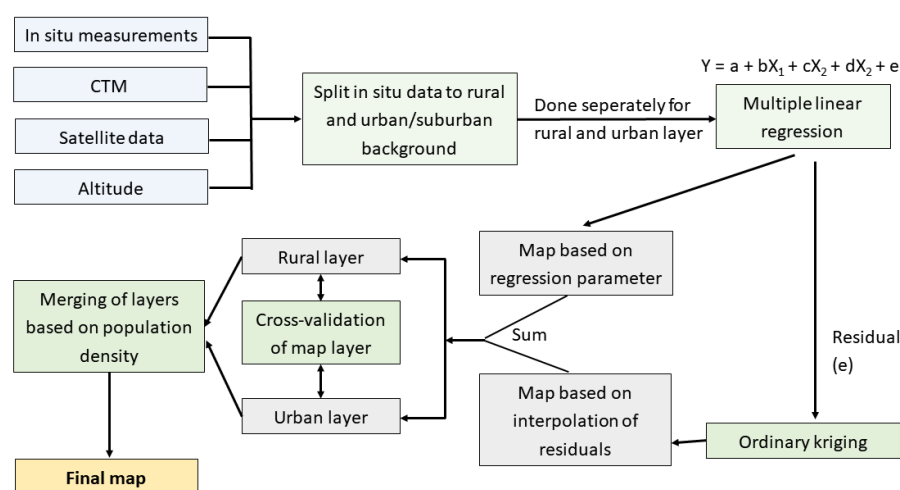 In situ measurements
CTM
Satellite data
Altitude
Split in situ data to rural
and urban/suburban
background
Done seperately for
rural and urban layer
Y = a + bX₁ + cX₂ + dX₂ + e
Multiple linear
regression
Map based on
regression parameter
Sum
Residual
(e)
Map based on
interpolation of
residuals
Ordinary kriging
Rural layer
Cross-validation
of map layer
Urban layer
Merging of layers
based on population
density
Final map